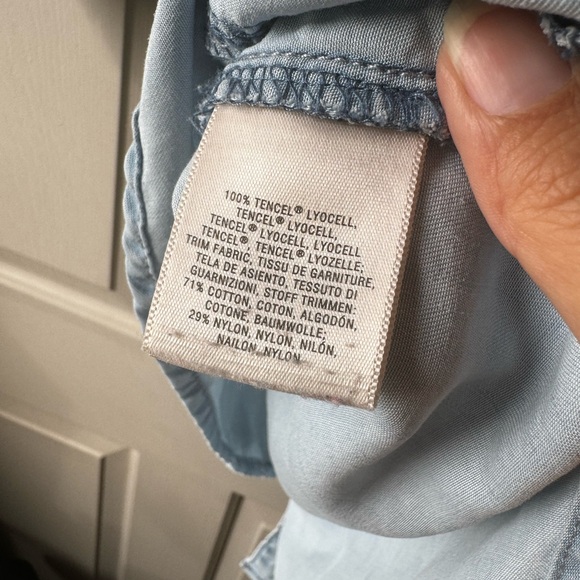 100% TENCEL® LYOCELL,
TENCEL® LYOCELL,
TENCEL® LYOCELL, LYOCELL
TENCEL®, TENCEL® LYOZELLE;
TRIM FABRIC, TISSU DE GARNITURE,
TELA DE ASIENTO, TESSUTO DI
GUARNIZIONI, STOFF TRIMMEN:
71% COTTON, COTON, ALGODÓN,
COTONE, BAUMWOLLE;
29% NYLON, NYLON, NILÓN,
NAILON, NYLON